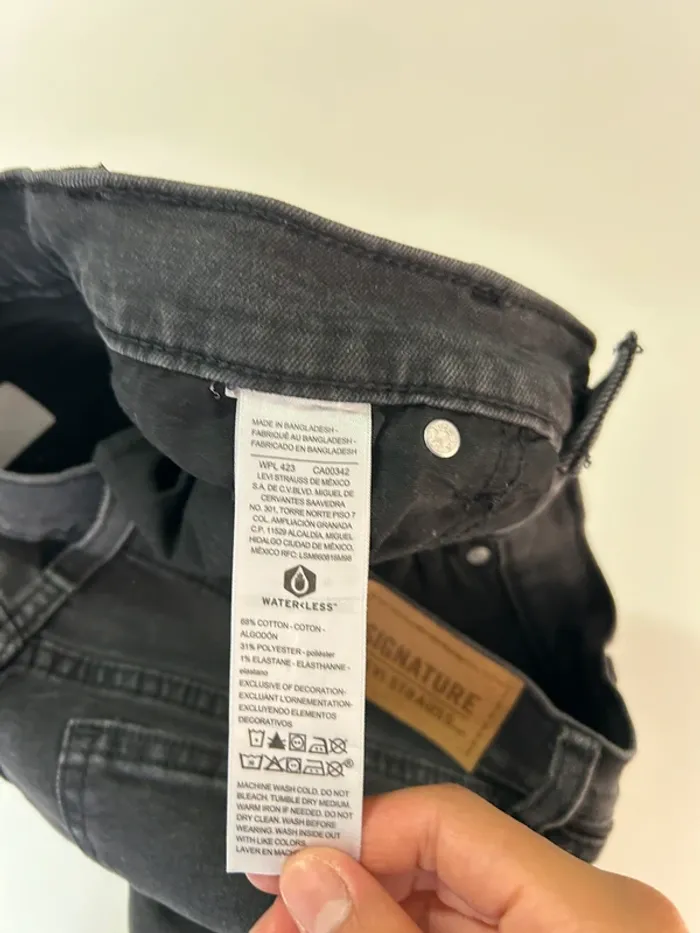 MADE IN BANGLADESH -
FABRIQUÉ AU BANGLADESH -
FABRICADO EN BANGLADESH
WPL 423 CA00342
LEVI STRAUSS DE MÉXICO
S.A. DE C.V.BLVD. MIGUEL DE
CERVANTES SAAVEDRA
NO. 301, TORRE NORTE PISO 7
COL. AMPLIACIÓN GRANADA
C.P. 11529 ALCALDÍA. MIGUEL
HIDALGO CIUDAD DE MÉXICO,
MÉXICO RFC:
WATER<LESS™
68% COTTON - COTON -
ALGODÓN
31% POLYESTER - poliéster
1% ELASTANE - ELASTHANNE -
elastano
EXCLUSIVE OF DECORATION-
EXCLUANT L'ORNEMENTATION-
EXCLUYENDO ELEMENTOS
DECORATIVOS
MACHINE WASH COLD. DO NOT
BLEACH. TUMBLE DRY MEDIUM.
WARM IRON IF NEEDED. DO NOT
DRY CLEAN. WASH BEFORE
WEARING. WASH INSIDE OUT
WITH LIKE COLORS.
LAVER EN
SIGNATURE